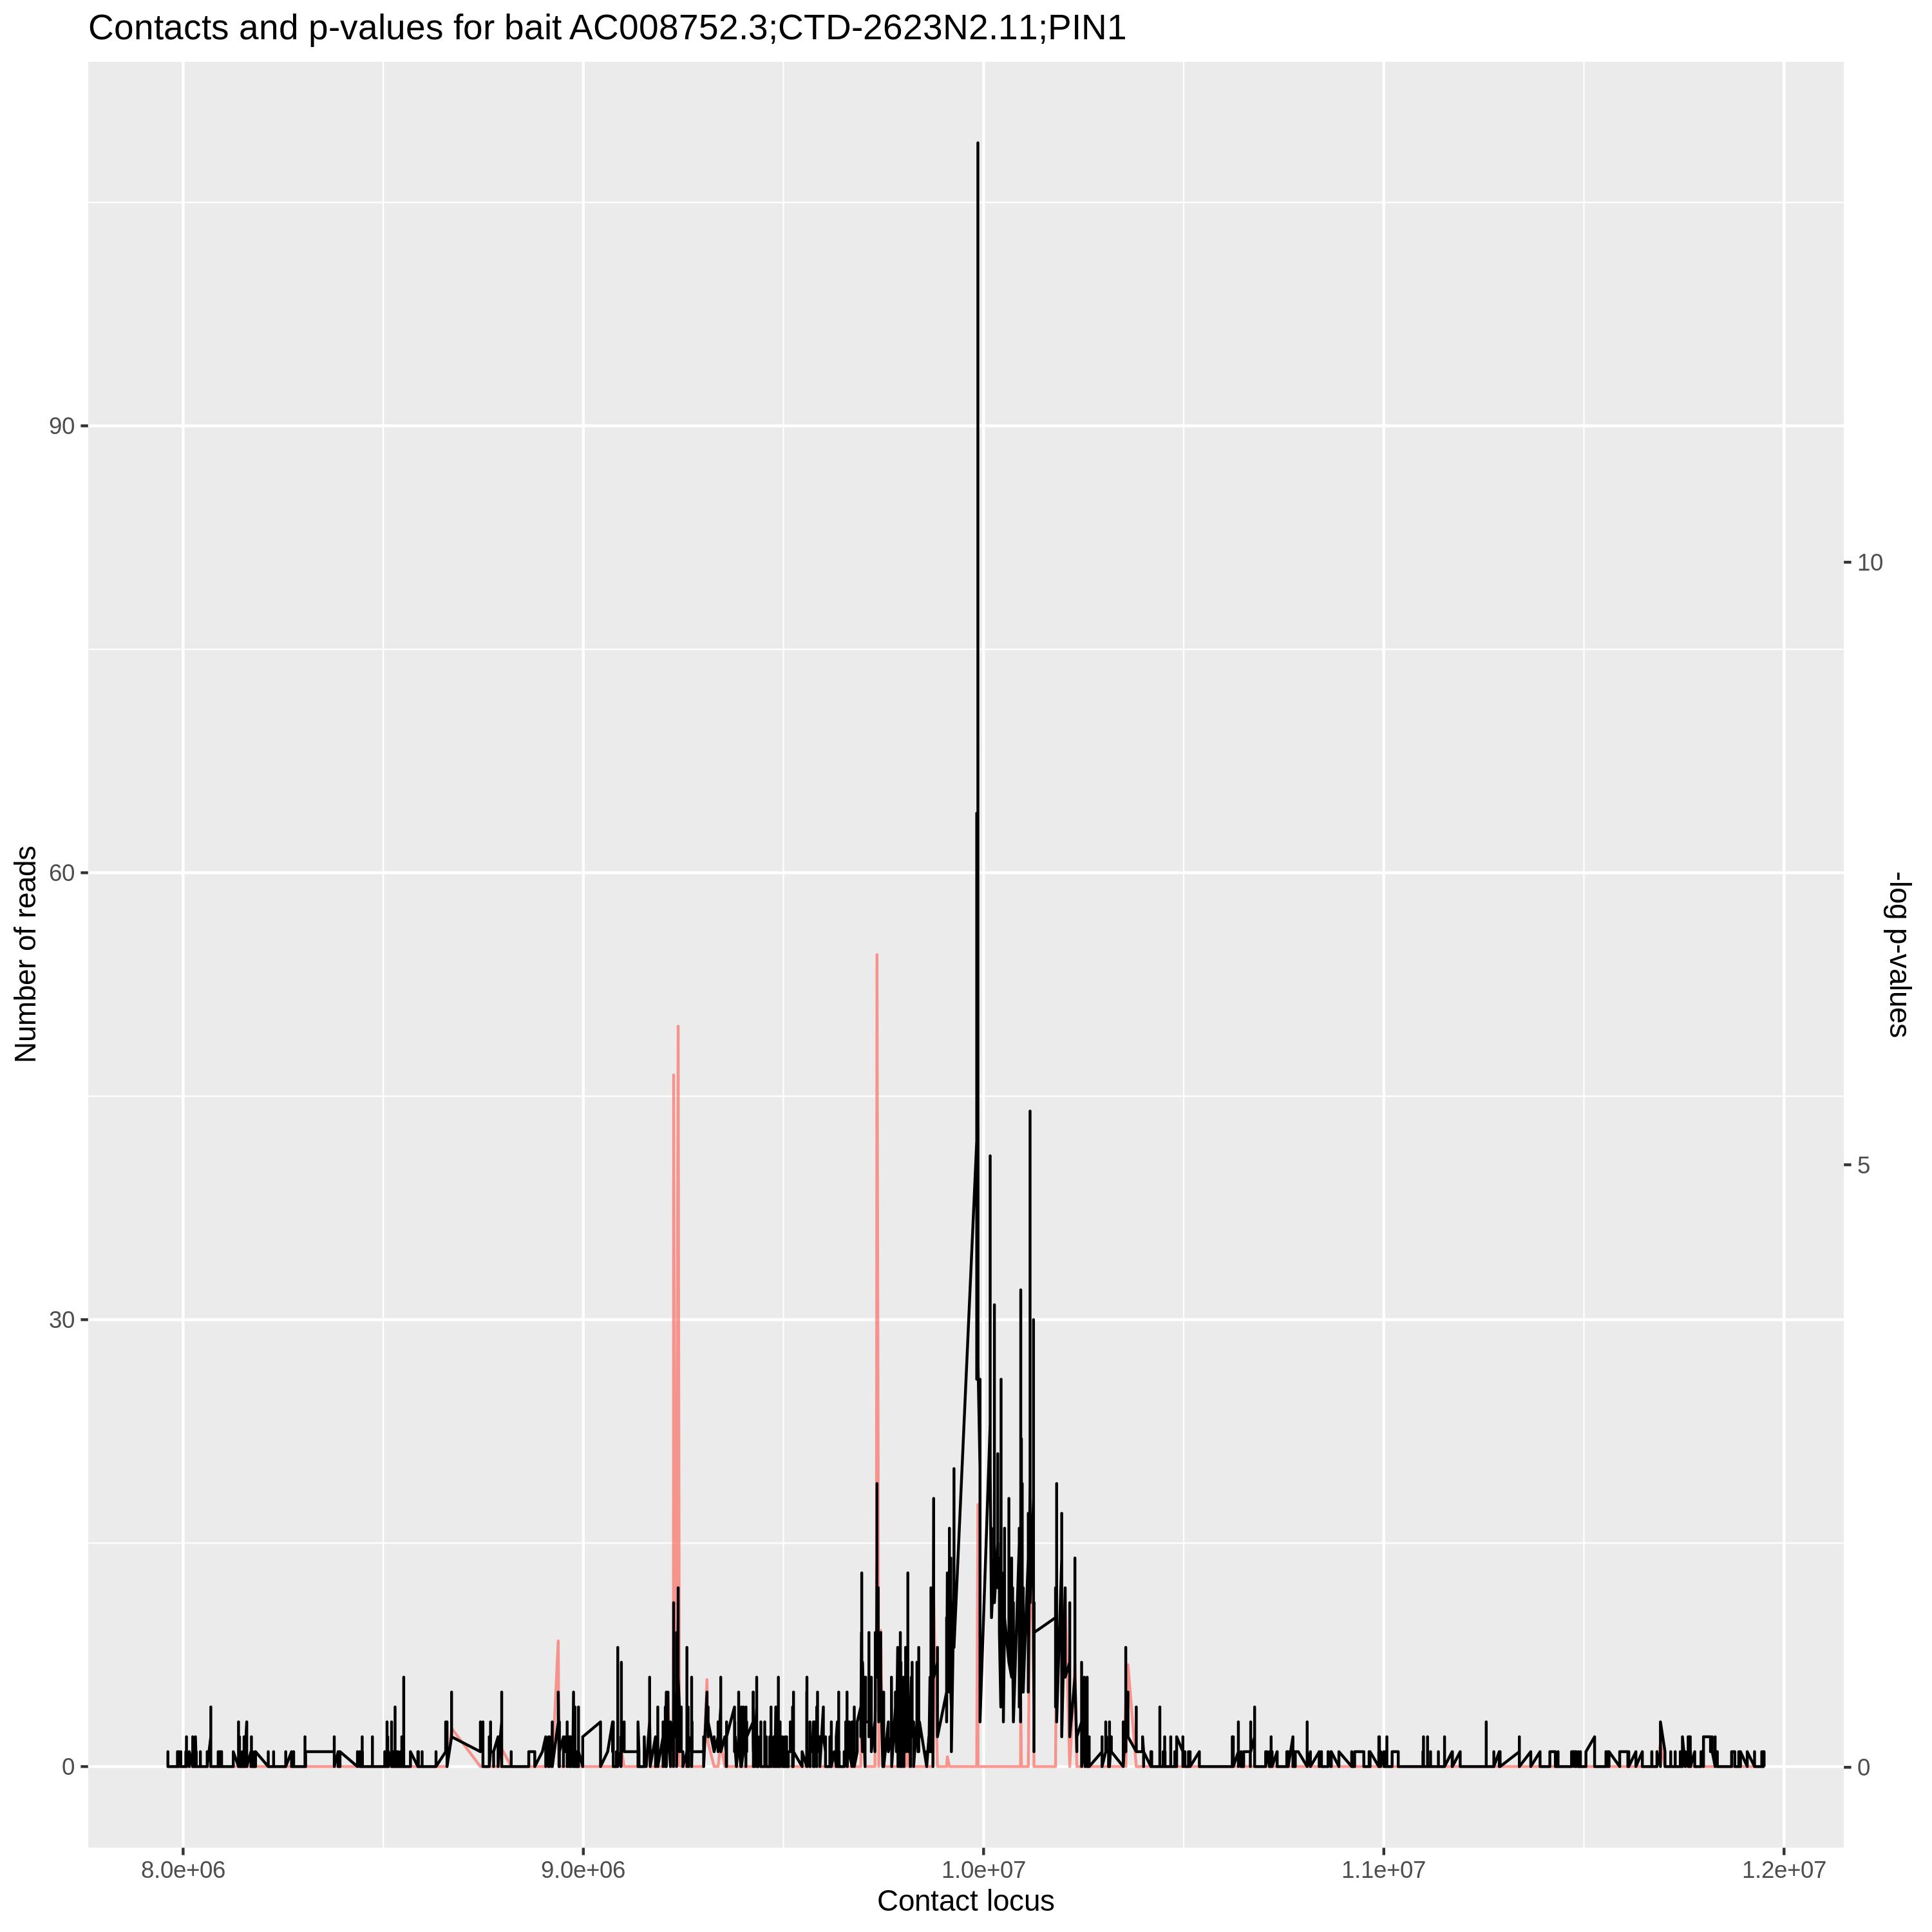 Contacts and p-values for bait AC008752.3;CTD-2623N2.11;PIN1
90
60
30
0
Number of reads
10
5
0
-log p-values
8.0e+06
9.0e+06
1.0e+07
1.1e+07
1.2e+07
Contact locus